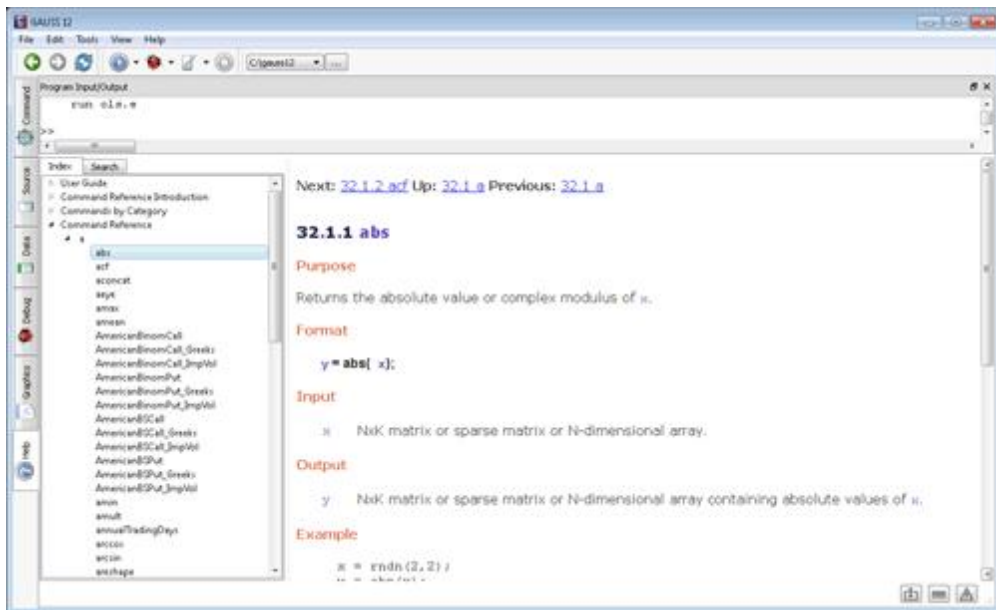 GAUSS 12
File Edit Tools View Help
C:\gauss12
Program Input/Output
run ols.e
>>
Command
Source
Data
Debug
Graphics
Help
Index Search
User Guide
Command Reference Introduction
Commands by Category
Command Reference
a
abs
acf
aconcat
aeye
amax
amean
AmericanBinomCall
AmericanBinomCall_Greeks
AmericanBinomCall_ImpVol
AmericanBinomPut
AmericanBinomPut_Greeks
AmericanBinomPut_ImpVol
AmericanBSCall
AmericanBSCall_Greeks
AmericanBSCall_ImpVol
AmericanBSPut
AmericanBSPut_Greeks
AmericanBSPut_ImpVol
amin
amult
annualTradingDays
arccos
arcsin
areshape
Next: 32.1.2 acf Up: 32.1 a Previous: 32.1 a
32.1.1 abs
Purpose
Returns the absolute value or complex modulus of x.
Format
y = abs( x);
Input
x NxK matrix or sparse matrix or N-dimensional array.
Output
y NxK matrix or sparse matrix or N-dimensional array containing absolute values of x.
Example
x = rndn(2,2);